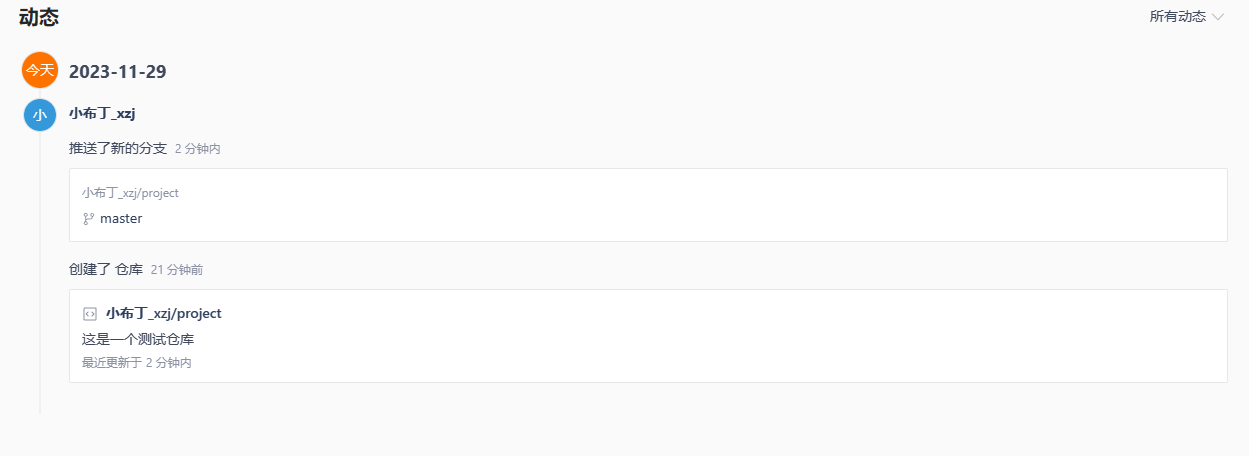 动态
所有动态
今天 2023-11-29
小 小布丁_xzj
推送了新的分支 2 分钟内
小布丁_xzj/project
master
创建了 仓库 21 分钟前
小布丁_xzj/project
这是一个测试仓库
最近更新于 2 分钟内